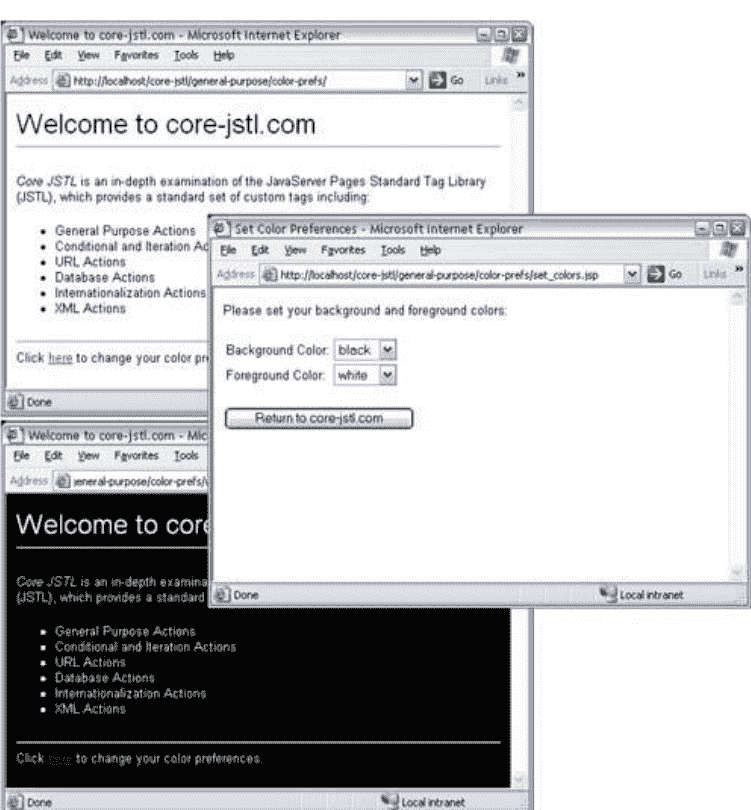 Welcome to core-jstl.com - Microsoft Internet Explorer
File Edit View Favorites Tools Help
Address http://localhost/core-jstl/general-purpose/color-prefs/ Go Links »
Welcome to core-jstl.com
Core JSTL is an in-depth examination of the JavaServer Pages Standard Tag Library
(JSTL), which provides a standard set of custom tags including:
• General Purpose Actions
• Conditional and Iteration Ac
• URL Actions
• Database Actions
• Internationalization Actions
• XML Actions
Click here to change your color pr
Done
Set Color Preferences - Microsoft Internet Explorer
File Edit View Favorites Tools Help
Address http://localhost/core-jstl/general-purpose/color-prefs/set_colors.jsp Go Links »
Please set your background and foreground colors:
Background Color: black
Foreground Color: white
Return to core-jstl.com
Done Local intranet
Welcome to core-jstl.com - Mic
File Edit View Favorites Tools
Address eneral-purpose/color-prefs/
Welcome to core
Core JSTL is an in-depth examina
(JSTL), which provides a standard
• General Purpose Actions
• Conditional and Iteration Actions
• URL Actions
• Database Actions
• Internationalization Actions
• XML Actions
Click here to change your color preferences.
Done Local intranet